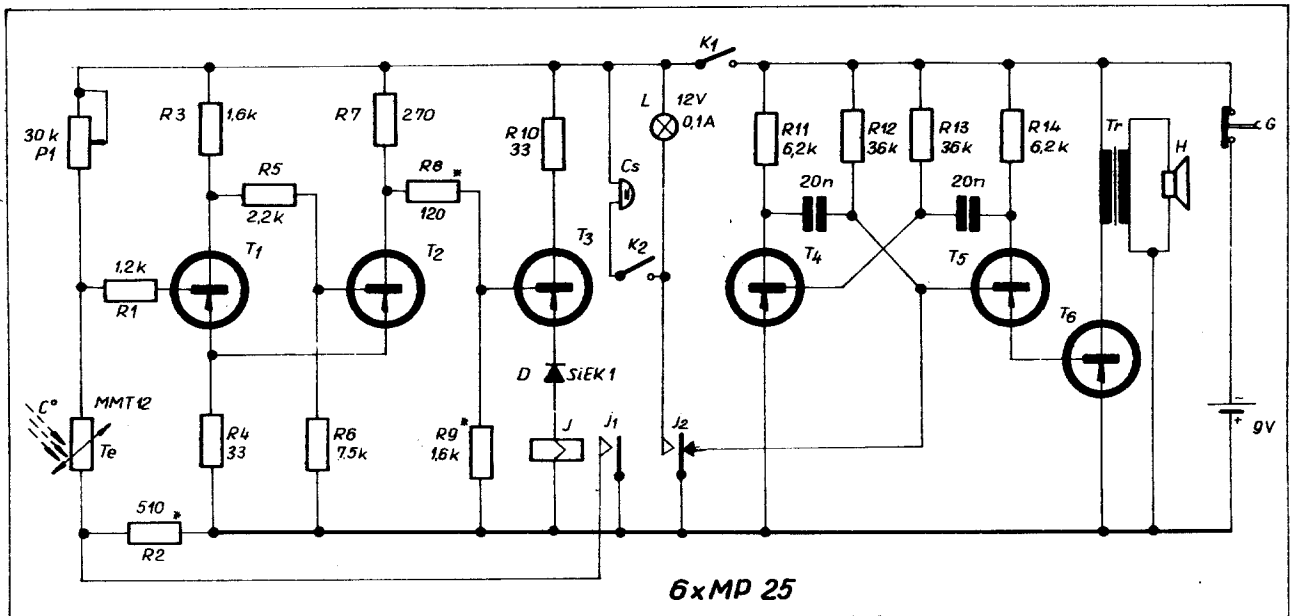 K1
R3
1,6k
R7
270
30k
P1
R10
33
L
12V
0,1A
R11
6,2k
R12
36k
R13
36k
R14
6,2k
Tr
H
G
R5
2,2k
R8
*
120
Cs
20n
20n
T1
T2
T3
K2
T4
T5
1,2k
R1
T6
C°
MMT12
Te
D
SiEK1
R4
33
R6
7.5k
R9
*
1,6k
J
j1
j2
-
+
9V
510
*
R2
6xMP 25